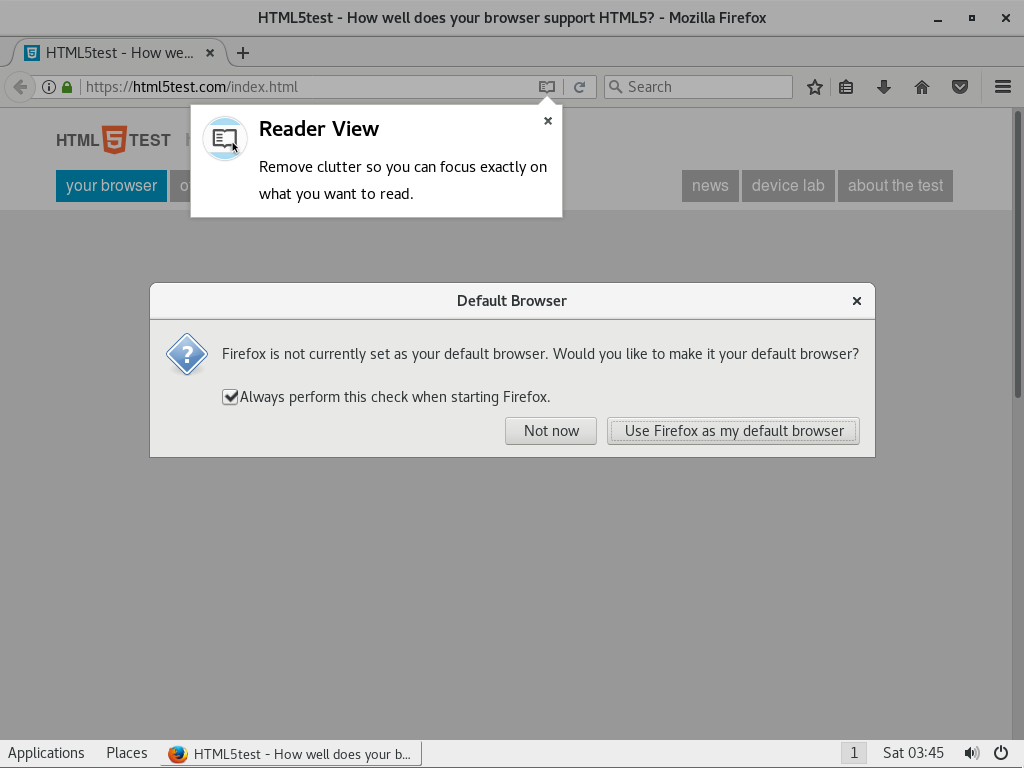 HTML5test - How well does your browser support HTML5? - Mozilla Firefox
HTML5test - How we...
https://html5test.com/index.html
Search
Reader View
Remove clutter so you can focus exactly on
what you want to read.
HTML 5 TEST
your browser
news
device lab
about the test
Default Browser
Firefox is not currently set as your default browser. Would you like to make it your default browser?
Always perform this check when starting Firefox.
Not now
Use Firefox as my default browser
Applications
Places
HTML5test - How well does your b...
1
Sat 03:45